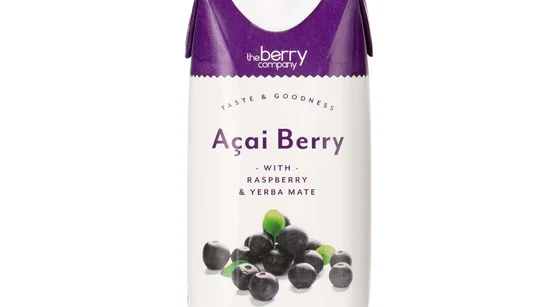 the berry
company
TASTE & GOODNESS
Açai Berry
- WITH -
RASPBERRY
& YERBA MATE